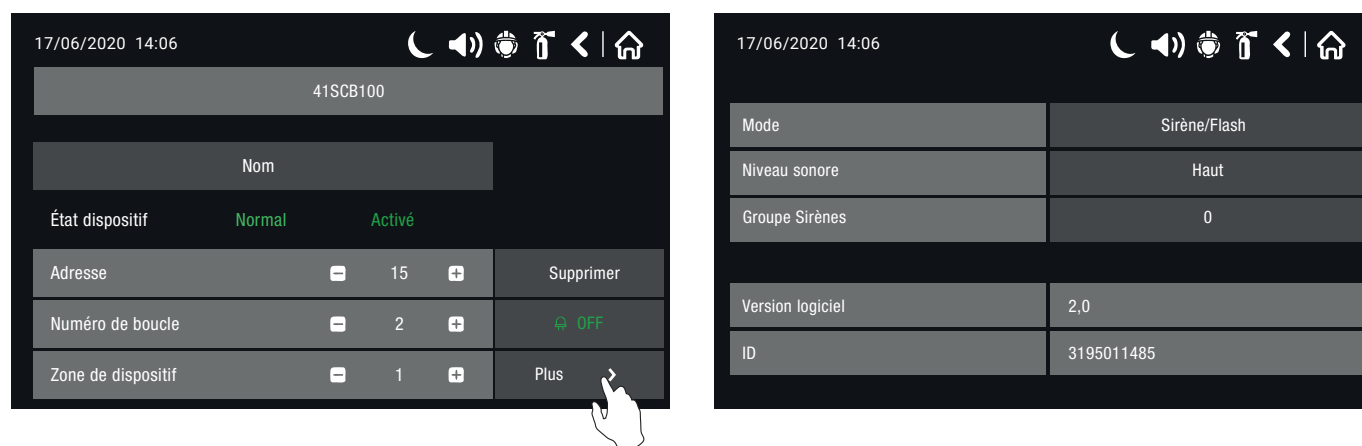 17/06/2020 14:06
41SCB100
Nom
État dispositif Normal Activé
Adresse 15 Supprimer
Numéro de boucle 2 OFF
Zone de dispositif 1 Plus
17/06/2020 14:06
Mode Sirène/Flash
Niveau sonore Haut
Groupe Sirènes 0
Version logiciel 2,0
ID 3195011485